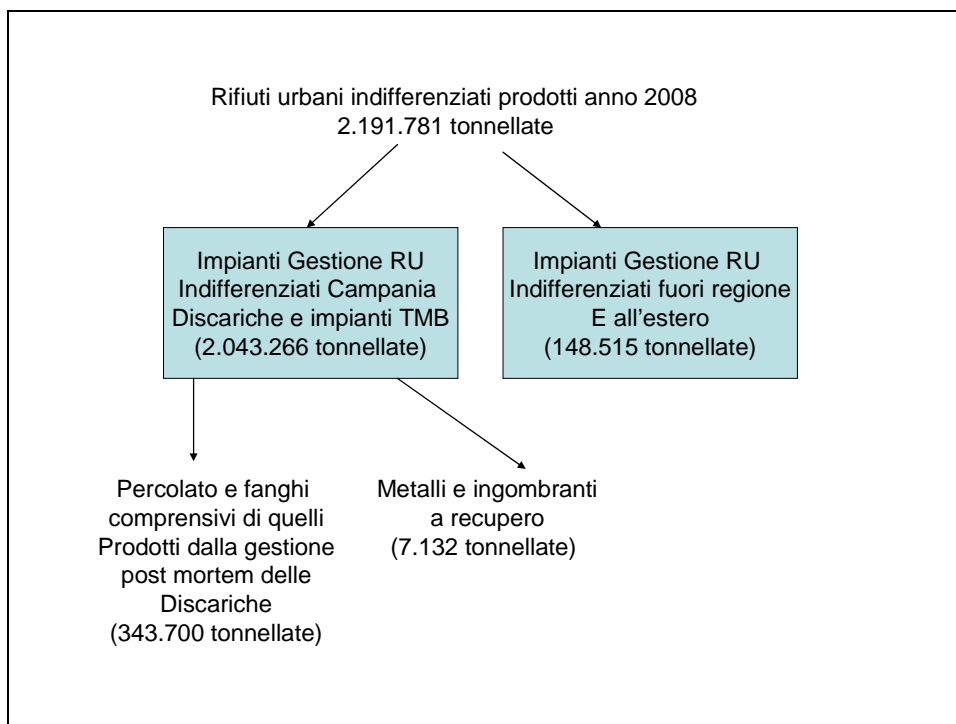 Rifiuti urbani indifferenziati prodotti anno 2008
2.191.781 tonnellate
Impianti Gestione RU
Indifferenziati Campania
Discariche e impianti TMB
(2.043.266 tonnellate)
Impianti Gestione RU
Indifferenziati fuori regione
E all'estero
(148.515 tonnellate)
Percolato e fanghi
comprensivi di quelli
Prodotti dalla gestione
post mortem delle
Discariche
(343.700 tonnellate)
Metalli e ingombranti
a recupero
(7.132 tonnellate)